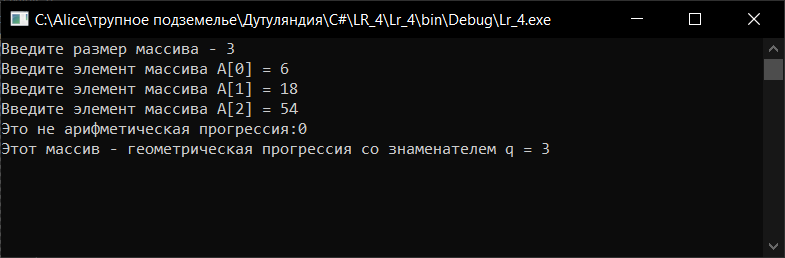 C:\Alice\трупное подземелье\Дутуляндия\C#\LR_4\Lr_4\bin\Debug\Lr_4.exe
Введите размер массива - 3
Введите элемент массива A[0] = 6
Введите элемент массива A[1] = 18
Введите элемент массива A[2] = 54
Это не арифметическая прогрессия:0
Этот массив - геометрическая прогрессия со знаменателем q = 3